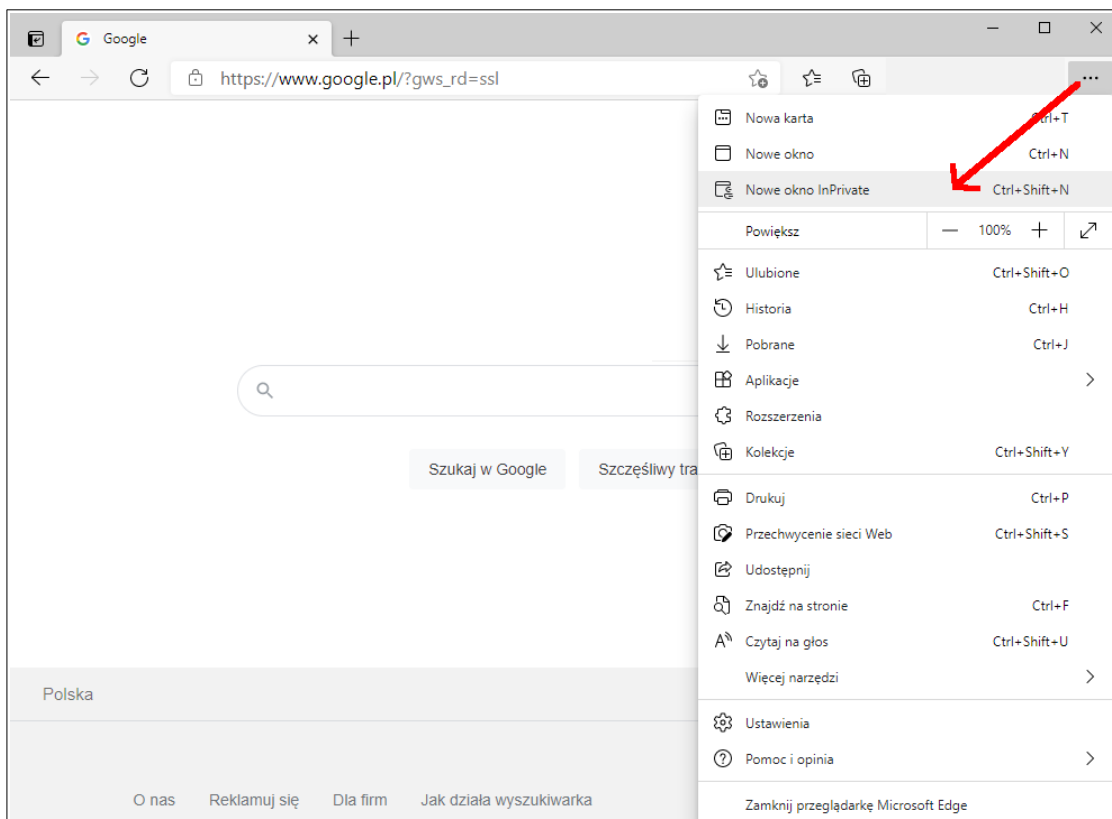 Google
https://www.google.pl/?gws_rd=ssl
Nowa karta Ctrl+T
Nowe okno Ctrl+N
Nowe okno InPrivate Ctrl+Shift+N
Powiększ 100%
Ulubione Ctrl+Shift+O
Historia Ctrl+H
Pobrane Ctrl+J
Aplikacje
Rozszerzenia
Kolekcje Ctrl+Shift+Y
Szukaj w Google Szczęśliwy tra
Drukuj Ctrl+P
Przechwycenie sieci Web Ctrl+Shift+S
Udostępnij
Znajdź na stronie Ctrl+F
Czytaj na głos Ctrl+Shift+U
Więcej narzędzi
Polska
Ustawienia
Pomoc i opinia
O nas Reklamuj się Dla firm Jak działa wyszukiwarka
Zamknij przeglądarkę Microsoft Edge